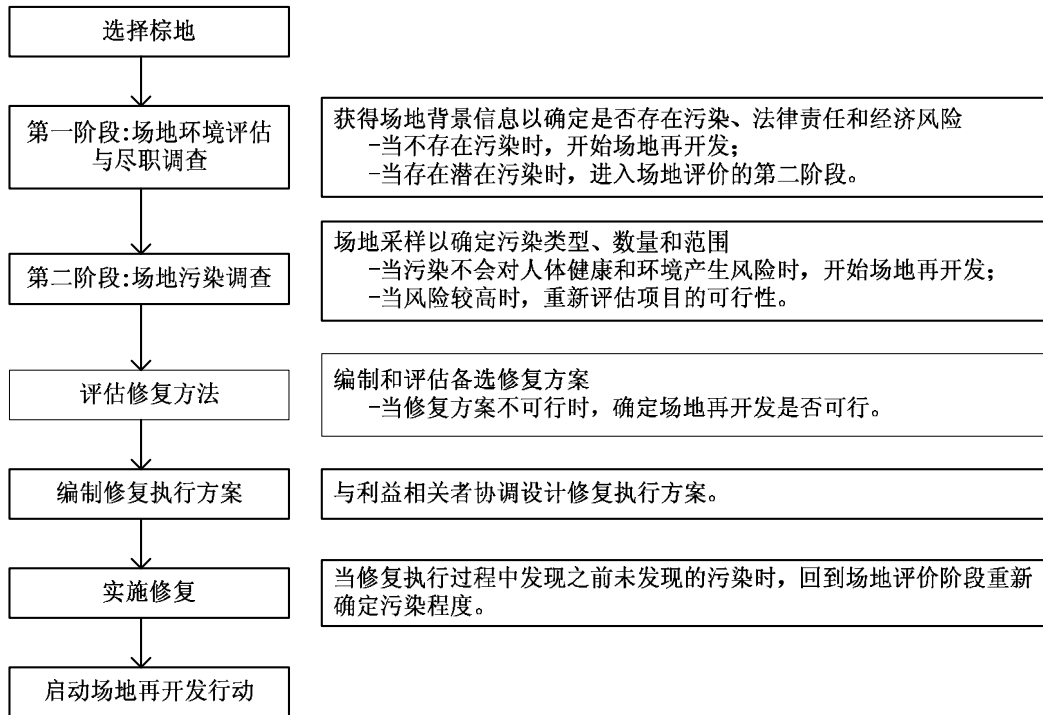 选择棕地
第一阶段:场地环境评估
与尽职调查
获得场地背景信息以确定是否存在污染、法律责任和经济风险
-当不存在污染时，开始场地再开发；
-当存在潜在污染时，进入场地评价的第二阶段。
第二阶段:场地污染调查
场地采样以确定污染类型、数量和范围
-当污染不会对人体健康和环境产生风险时，开始场地再开发；
-当风险较高时，重新评估项目的可行性。
评估修复方法
编制和评估备选修复方案
-当修复方案不可行时，确定场地再开发是否可行。
编制修复执行方案
与利益相关者协调设计修复执行方案。
实施修复
当修复执行过程中发现之前未发现的污染时，回到场地评价阶段重新
确定污染程度。
启动场地再开发行动